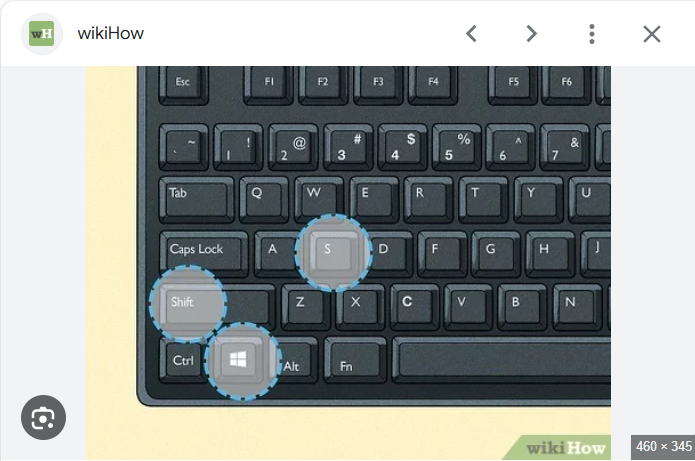 wH wikiHow
Esc F1 F2 F3 F4 F5 F6
` ~ 1 ! 2 @ 3 # 4 $ 5 % 6 ^ 7 &
Tab Q W E R T Y U
Caps Lock A S D F G H J
Shift Z X C V B N
Ctrl Alt Fn
wikiHow
460 × 345